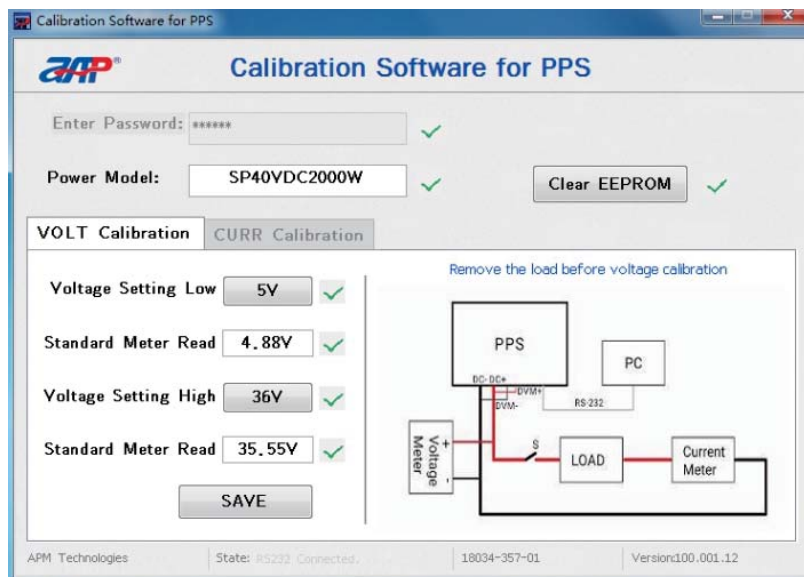 Calibration Software for PPS
Calibration Software for PPS
Enter Password: ******
Power Model: SP40VDC2000W Clear EEPROM
VOLT Calibration CURR Calibration
Remove the load before voltage calibration
Voltage Setting Low 5V
Standard Meter Read 4.88V
Voltage Setting High 36V
Standard Meter Read 35.55V
SAVE
PPS
PC
DC- DC+
DVM+
DVM-
RS-232
Voltage Meter
+
-
S
LOAD
Current
Meter
APM Technologies State: RS232 Connected. 18034-357-01 Version:100.001.12